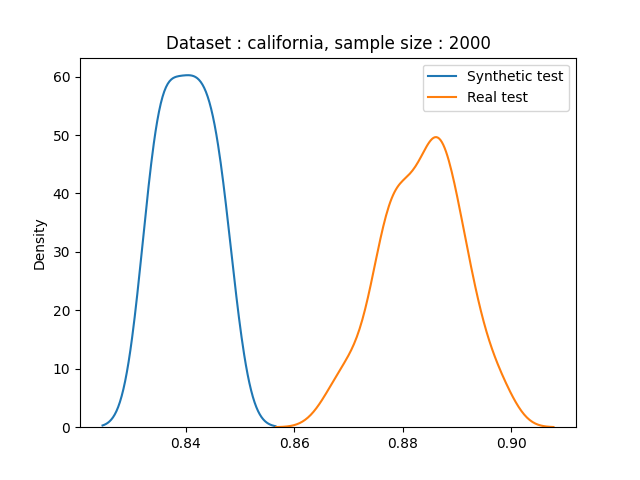 Dataset : california, sample size : 2000
Synthetic test
Real test
Density
60
50
40
30
20
10
0
0.84
0.86
0.88
0.90